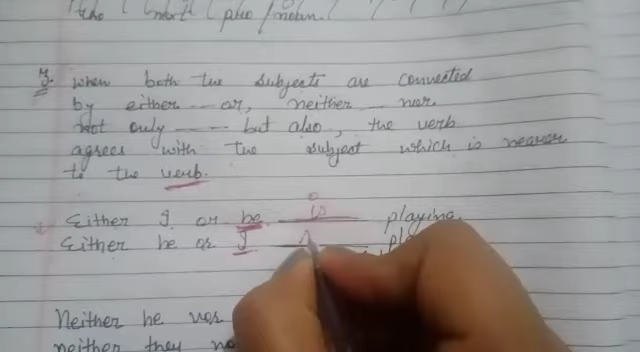 3. When both the subjects are connected
by either -- or, neither -- nor.
Not only -- but also, the verb
agrees with the subject which is nearer
to the verb.
Either I or he is playing.
Either he or I
Neither he nor
neither they no